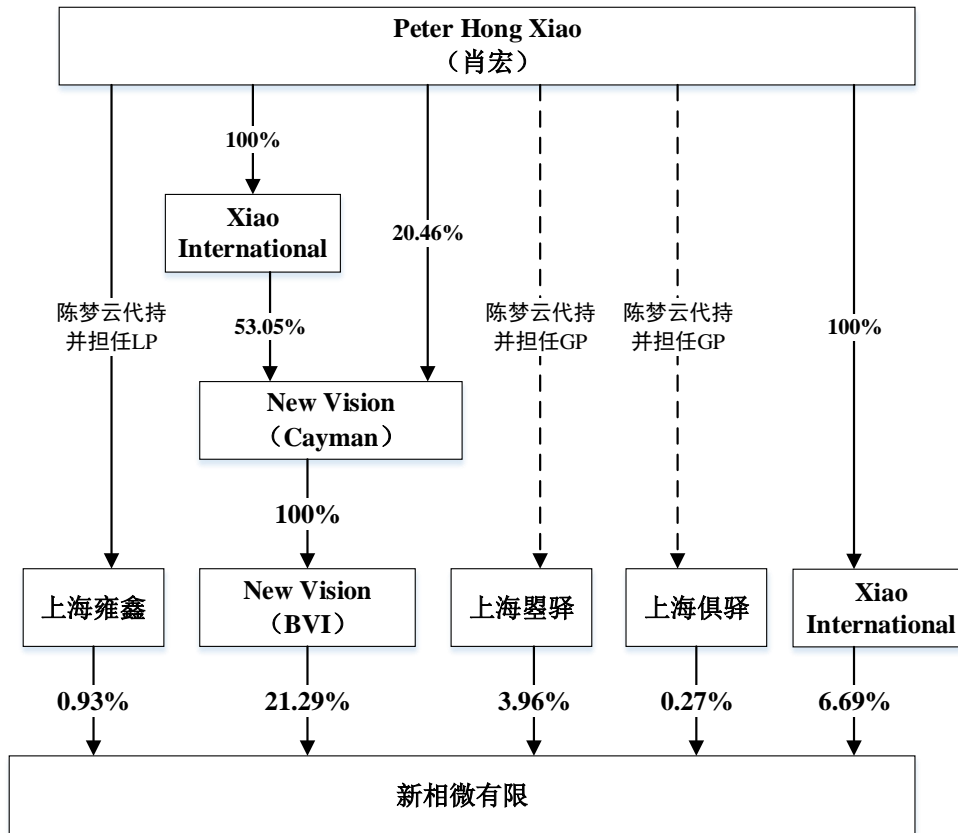 Peter Hong Xiao
（肖宏）
100%
Xiao
International
20.46%
陈梦云代持
并担任LP
53.05%
陈梦云代持
并担任GP
陈梦云代持
并担任GP
100%
New Vision
（Cayman）
100%
上海雍鑫
New Vision
（BVI）
上海曌驿
上海俱驿
Xiao
International
0.93%
21.29%
3.96%
0.27%
6.69%
新相微有限